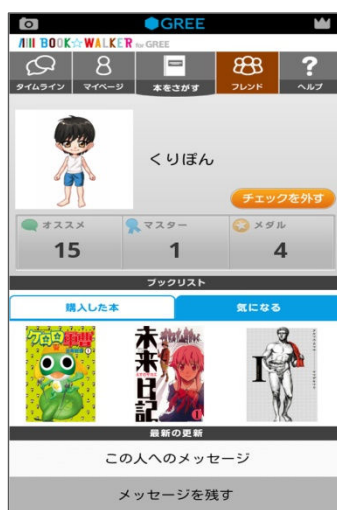 GREE
BOOK☆WALKER for GREE
タイムライン マイページ 本をさがす フレンド ヘルプ
くりぼん
チェックを外す
オススメ マスター メダル
15 1 4
ブックリスト
購入した本 気になる
ケロロ軍曹
未来日記
I
最新の更新
この人へのメッセージ
メッセージを残す